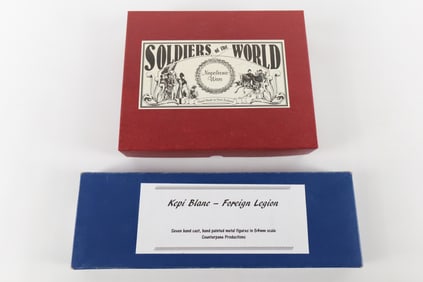 SOLDIERS of the WORLD
Napoleonic
Wars
Kepi Blanc – Foreign Legion
Seven hand cast, hand painted metal figures in 54mm scale
Counterpane Productions